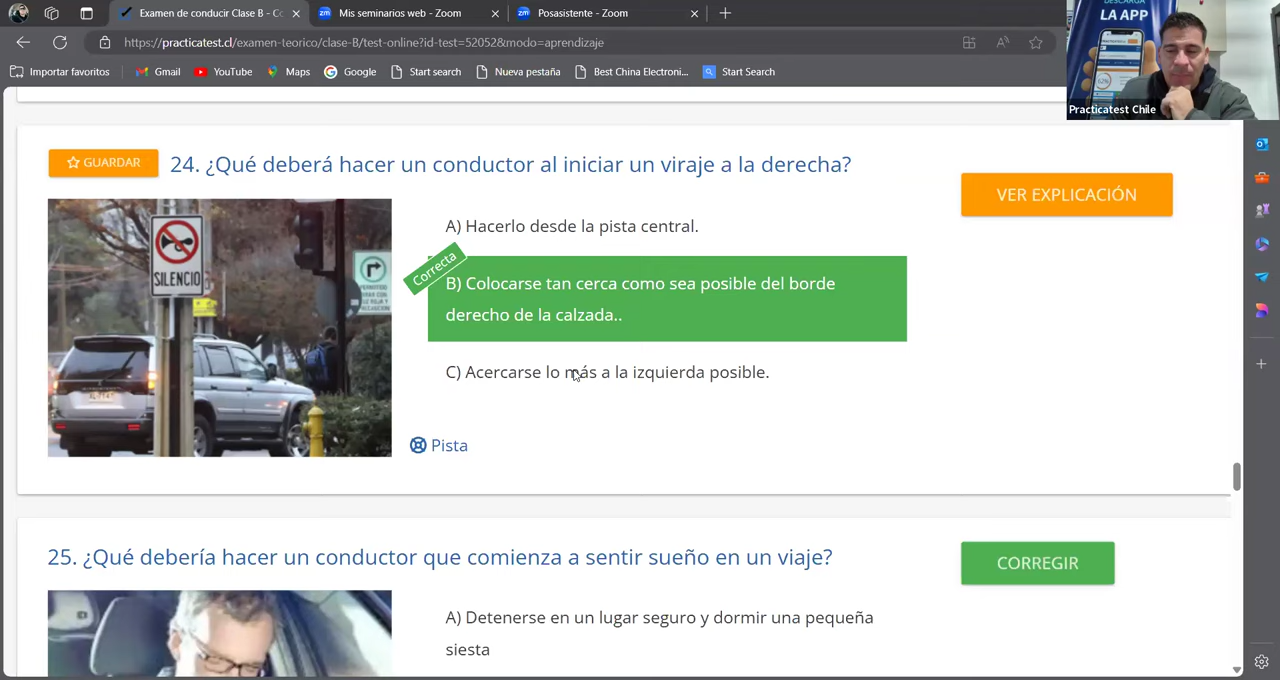 Examen de conducir Clase B - Co
Mis seminarios web - Zoom
Posasistente - Zoom
https://practicatest.cl/examen-teorico/clase-B/test-online?id-test=52052&modo=aprendizaje
Importar favoritos
Gmail
YouTube
Maps
Google
Start search
Nueva pestaña
Best China Electroni...
Start Search
DESCARGA
LA APP
Practicatest Chile
GUARDAR
24. ¿Qué deberá hacer un conductor al iniciar un viraje a la derecha?
VER EXPLICACIÓN
SILENCIO
A) Hacerlo desde la pista central.
Correcta
B) Colocarse tan cerca como sea posible del borde
derecho de la calzada..
C) Acercarse lo más a la izquierda posible.
Pista
25. ¿Qué debería hacer un conductor que comienza a sentir sueño en un viaje?
CORREGIR
A) Detenerse en un lugar seguro y dormir una pequeña
siesta